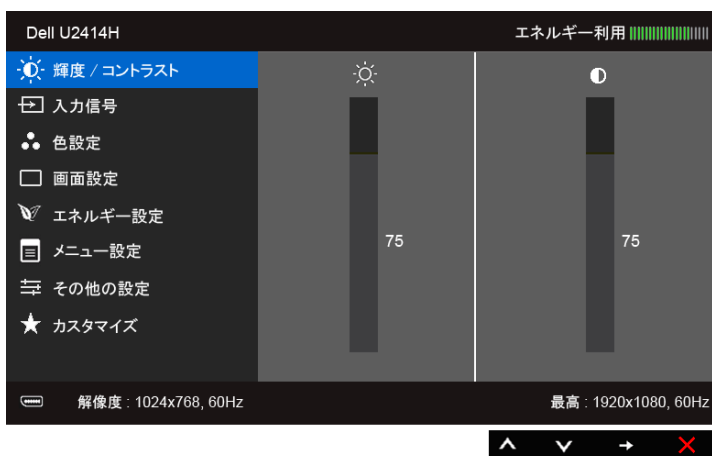 Dell U2414H
エネルギー利用
輝度 / コントラスト
入力信号
色設定
画面設定
エネルギー設定
メニュー設定
その他の設定
カスタマイズ
75
75
解像度 : 1024x768, 60Hz
最高 : 1920x1080, 60Hz